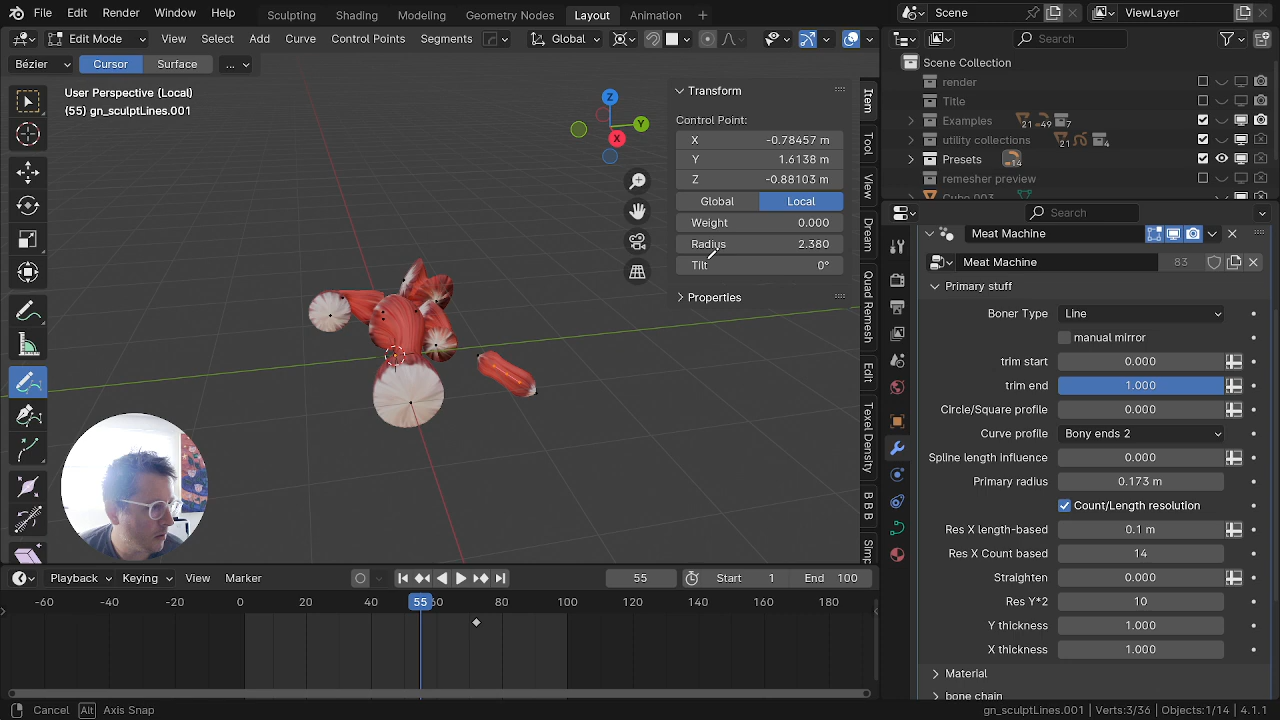 File Edit Render Window Help Sculpting Shading Modeling Geometry Nodes Layout Animation
Scene ViewLayer
Edit Mode View Select Add Curve Control Points Segments Global
Search
Bézier Cursor Surface ...
User Perspective (Local)
(55) gn_sculptLines.001
Z
Y
X
Transform
Control Point:
X -0.78457 m
Y 1.6138 m
Z -0.88103 m
Global Local
Weight 0.000
Radius 2.380
Tilt 0°
Properties
Item
Tool
View
Dream
Quad Remesh
Edit
Texel Density
B B B
Simp
Scene Collection
render
Title
Examples 21 49 7
utility collections 21 4
Presets 14
remesher preview
Cube.003
Search
Meat Machine
Meat Machine 83
Primary stuff
Boner Type Line
manual mirror
trim start 0.000
trim end 1.000
Circle/Square profile 0.000
Curve profile Bony ends 2
Spline length Influence 0.000
Primary radius 0.173 m
Count/Length resolution
Res X length-based 0.1 m
Res X Count based 14
Straighten 0.000
Res Y*2 10
Y thickness 1.000
X thickness 1.000
Material
bone chain
Playback Keying View Marker 55 Start 1 End 100
-60 -40 -20 0 20 40 55 60 80 100 120 140 160 180
Cancel Alt Axis Snap
gn_sculptLines.001 | Verts:3/36 | Objects:1/14 | 4.1.1